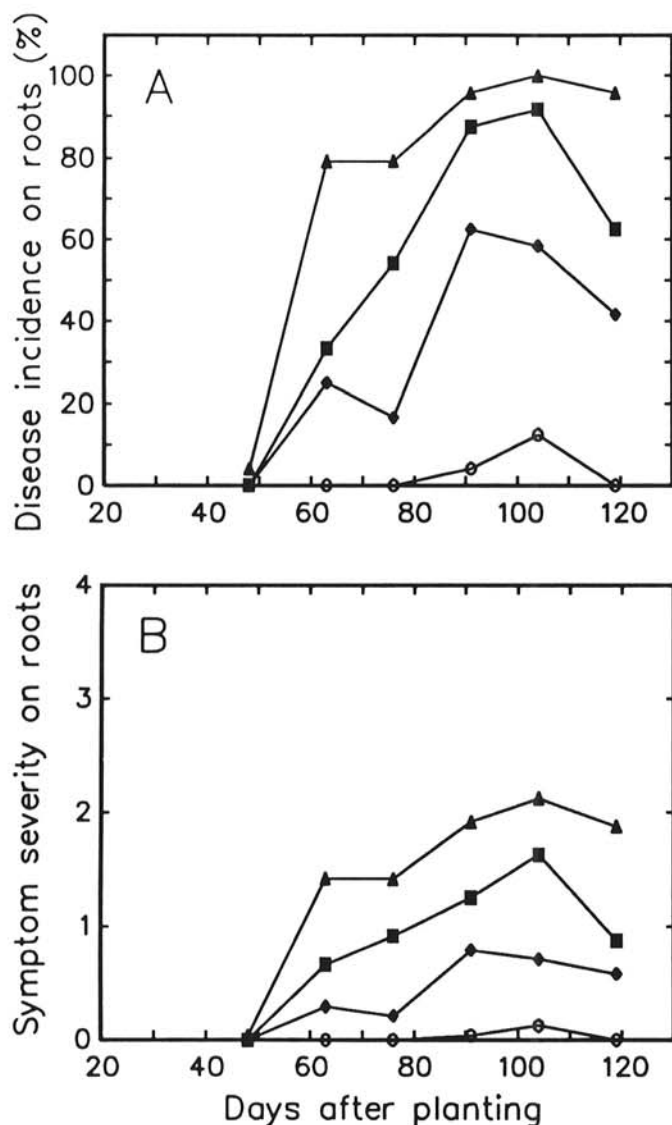 Disease incidence on roots (%)
A
100
80
60
40
20
0
20 40 60 80 100 120
Symptom severity on roots
B
4
3
2
1
0
20 40 60 80 100 120
Days after planting